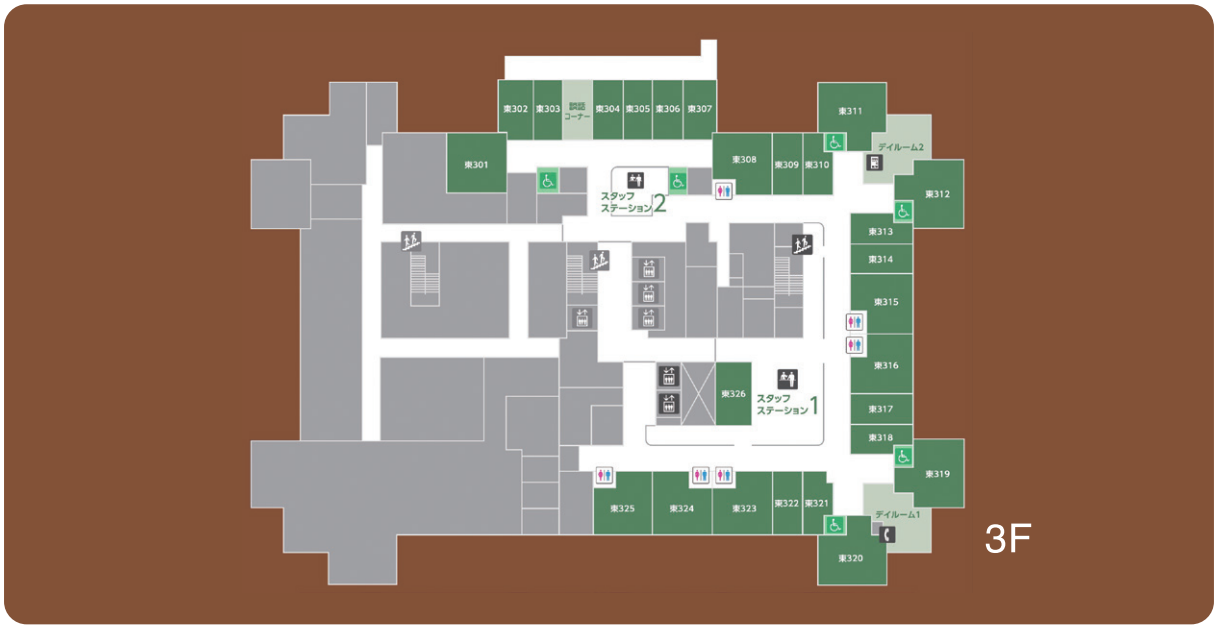 東302
東303
談話
コーナー
東304
東305
東306
東307
東311
デイルーム2
東301
東308
東309
東310
東312
スタッフ
ステーション2
東313
東314
東315
東316
東326
スタッフ
ステーション1
東317
東318
東319
東325
東324
東323
東322
東321
デイルーム1
東320
3F